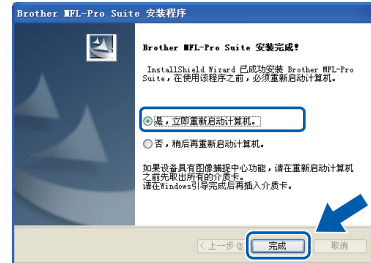 Brother MFL-Pro Suite 安装程序
Brother MFL-Pro Suite 安装完成!
InstallShield Wizard 已成功安装 Brother MFL-Pro
Suite,在使用该程序之前,必须重新启动计算机。
是,立即重新启动计算机。
否,稍后再重新启动计算机。
如果设备具有图像捕捉中心功能,请在重新启动计算机
之前先取出所有的介质卡。
请在Windows引导完成后再插入介质卡。
<上一步(B) 完成 取消